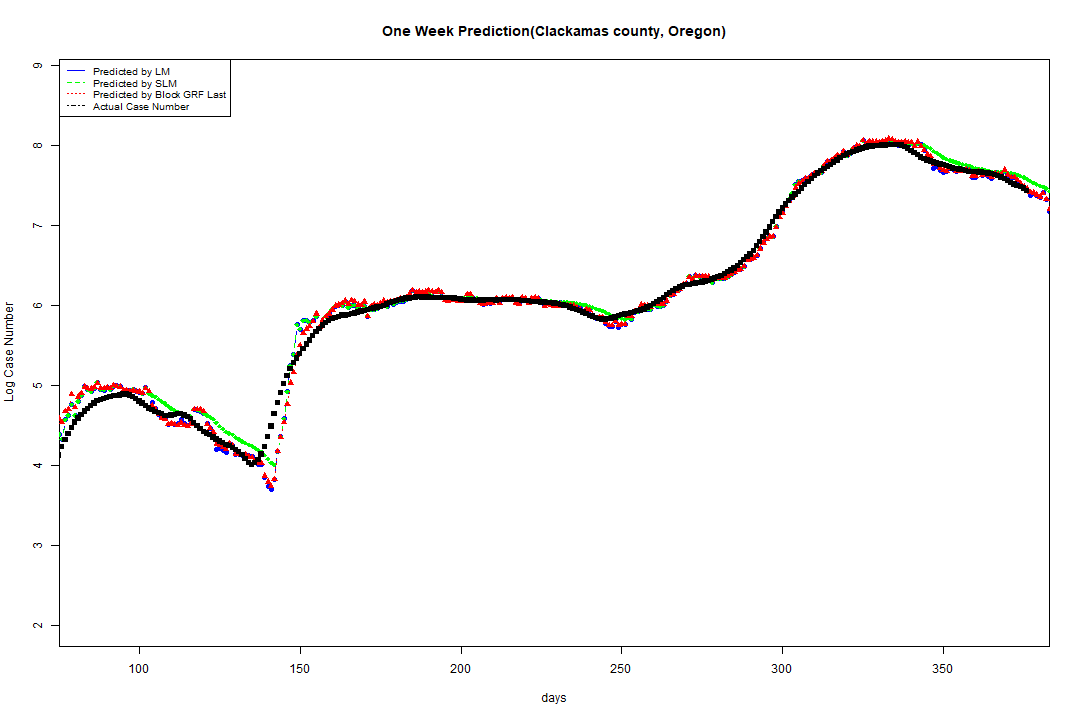 One Week Prediction(Clackamas county, Oregon)
Predicted by LM
Predicted by SLM
Predicted by Block GRF Last
Actual Case Number
Log Case Number
9
8
7
6
5
4
3
2
100 150 200 250 300 350
days